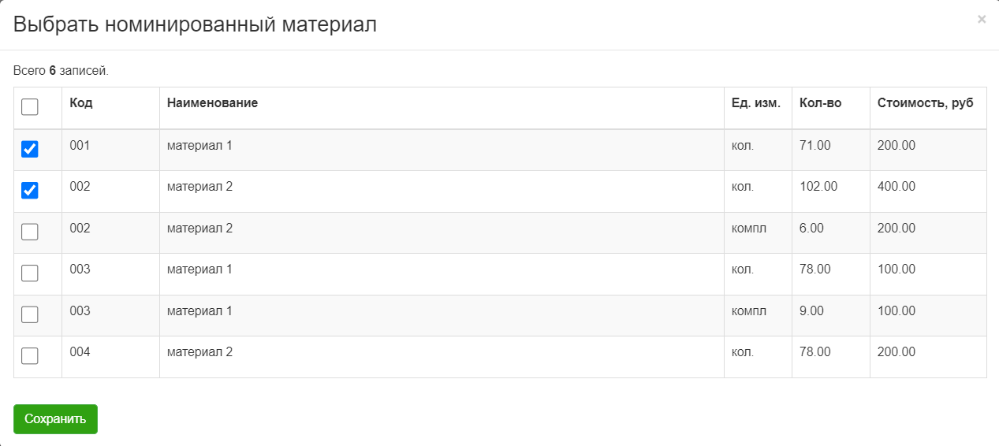 Выбрать номинированный материал
×
Всего 6 записей.
Код Наименование Ед. изм. Кол-во Стоимость, руб
001 материал 1 кол. 71.00 200.00
002 материал 2 кол. 102.00 400.00
002 материал 2 компл 6.00 200.00
003 материал 1 кол. 78.00 100.00
003 материал 1 компл 9.00 100.00
004 материал 2 кол. 78.00 200.00
Сохранить